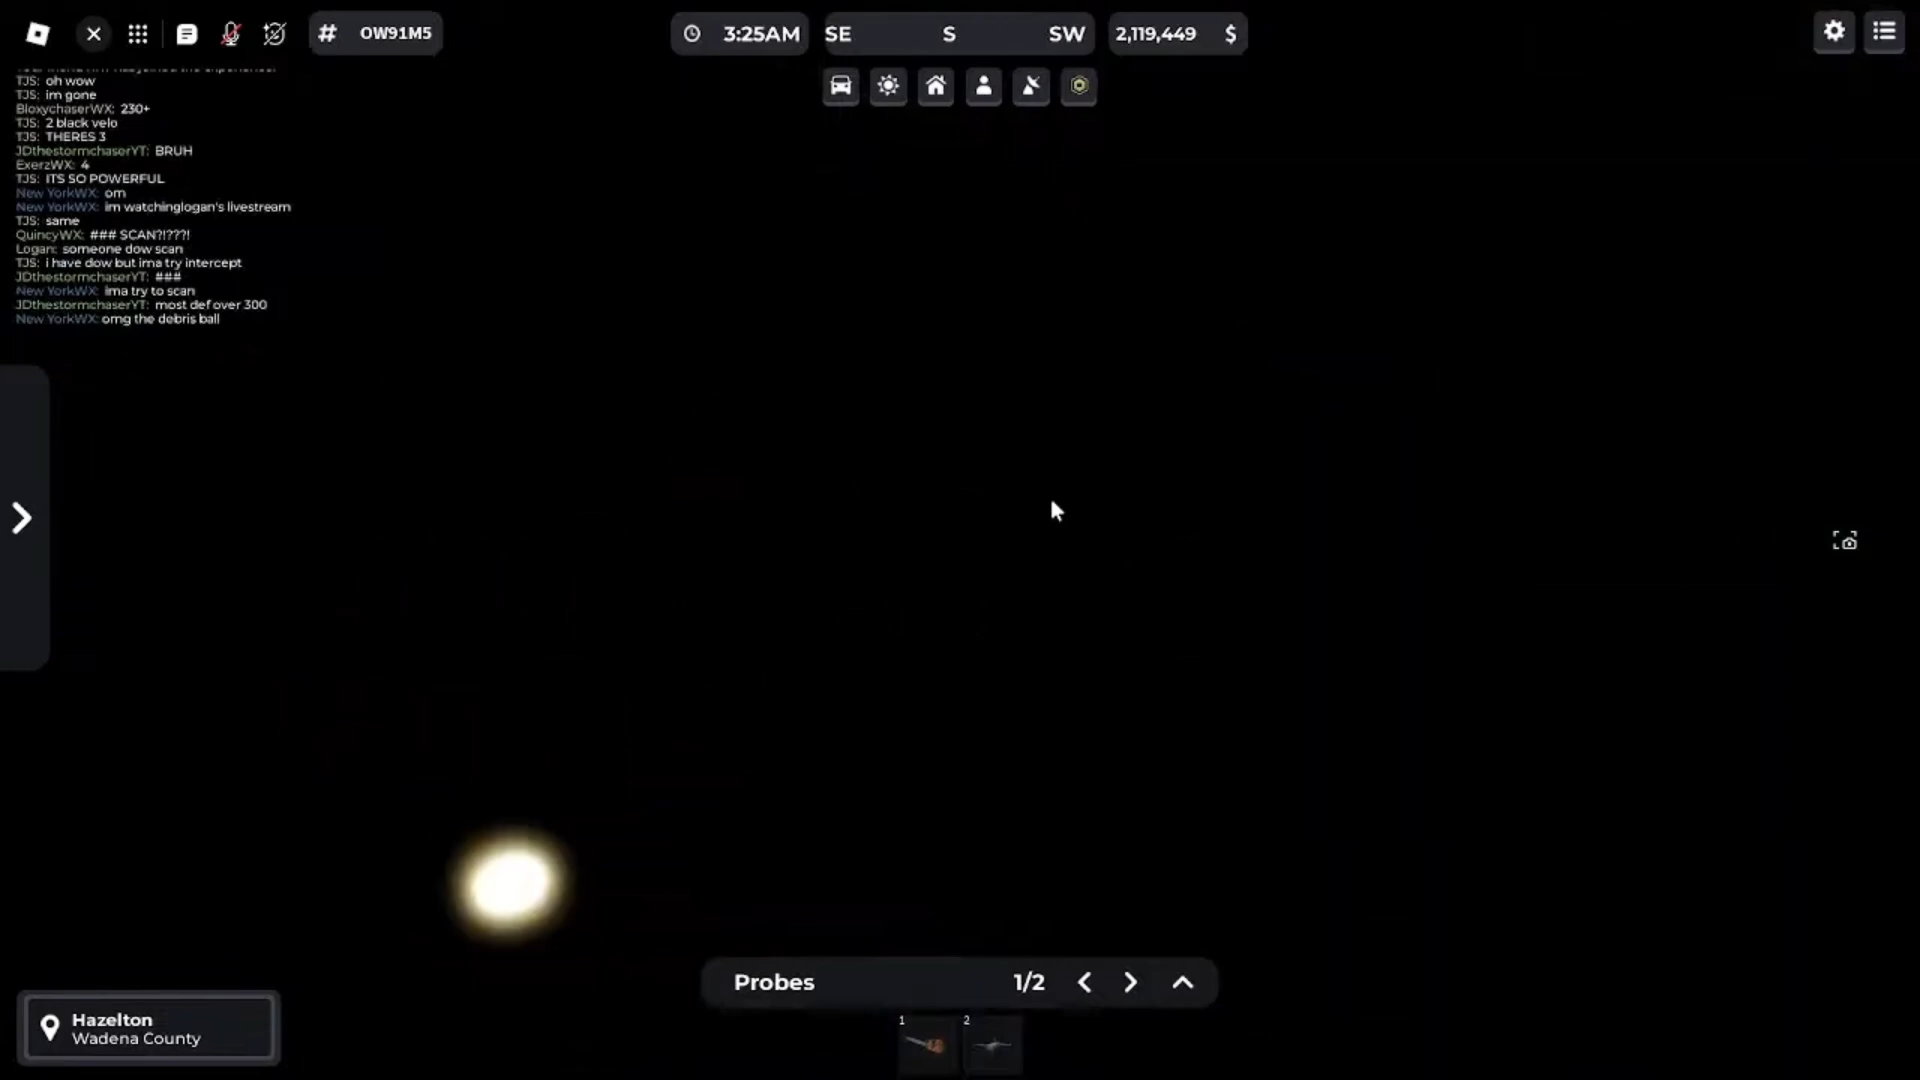 # OW91M5
3:25AM
SE S SW
2,119,449 $
TJS: oh wow
TJS: im gone
BloxychaserWX: 230+
TJS: 2 black velo
TJS: THERES 3
JDthestormchaserYT: BRUH
ExerzWX: 4
TJS: ITS SO POWERFUL
New YorkWX: om
New YorkWX: im watchinglogan's livestream
TJS: same
QuincyWX: ### SCAN?!???!
Logan: someone dow scan
TJS: i have dow but ima try intercept
JDthestormchaserYT: ###
New YorkWX: ima try to scan
JDthestormchaserYT: most def over 300
New YorkWX: omg the debris ball
Probes 1/2
1 2
Hazelton
Wadena County